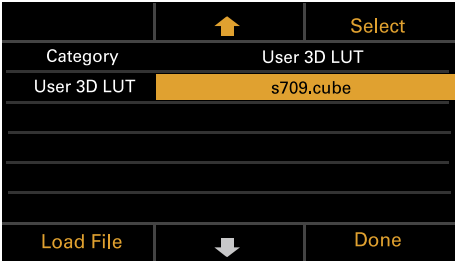 Select
Category User 3D LUT
User 3D LUT s709.cube
Load File Done